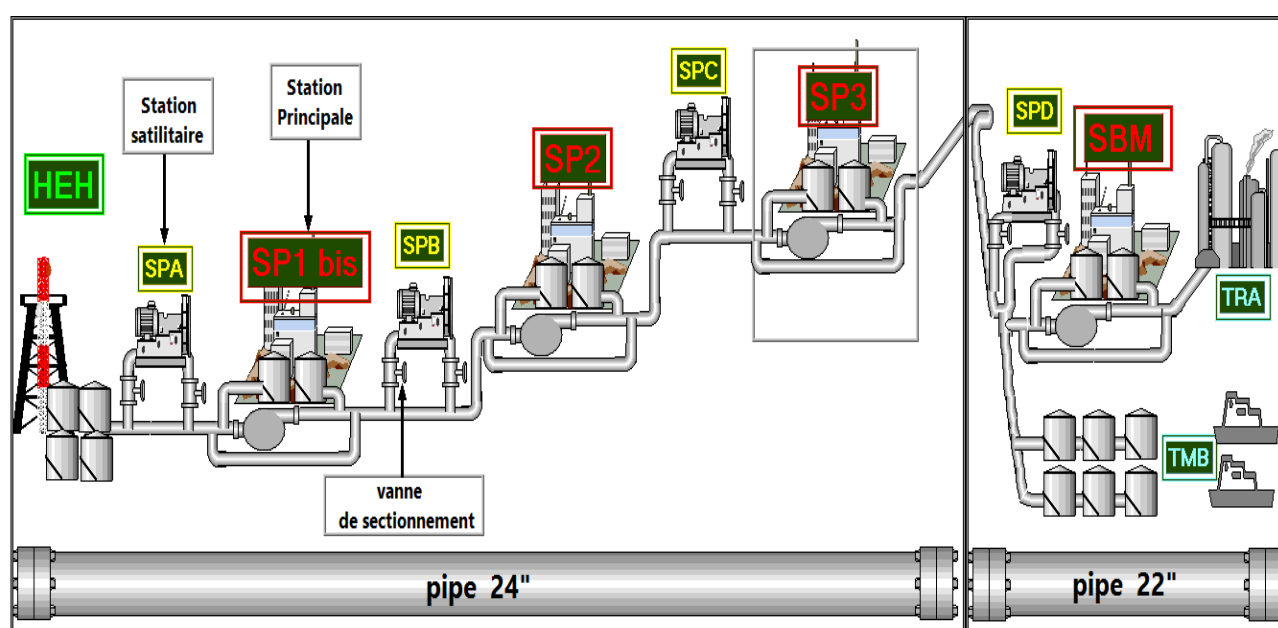 Station
satilitaire
Station
Principale
HEH
SPA
SP1 bis
SPB
SP2
SPC
SP3
SPD
SBM
TRA
TMB
vanne
de sectionnement
pipe 24"
pipe 22"